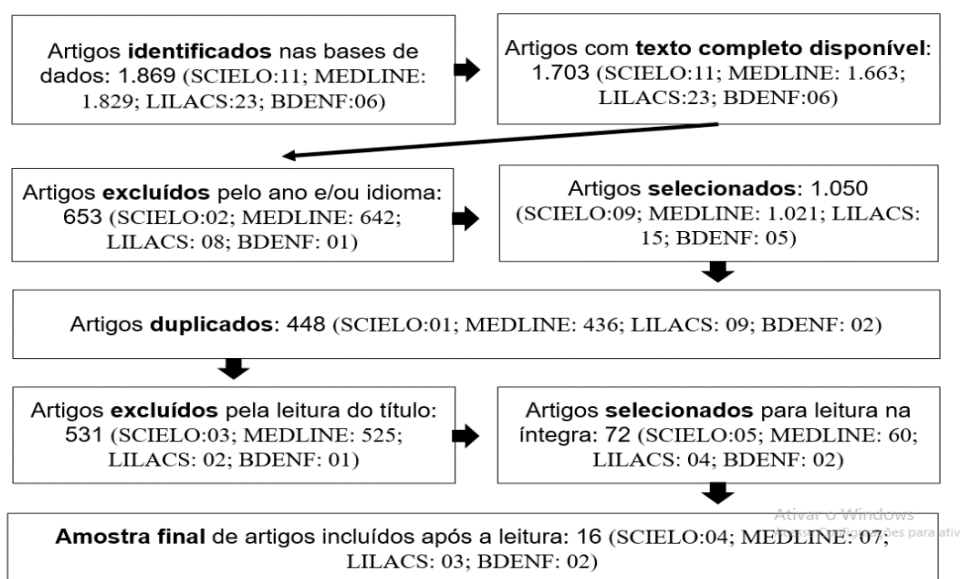 Artigos identificados nas bases de
dados: 1.869 (SCIELO:11; MEDLINE:
1.829; LILACS:23; BDENF:06)
Artigos com texto completo disponível:
1.703 (SCIELO:11; MEDLINE: 1.663;
LILACS:23; BDENF:06)
Artigos excluídos pelo ano e/ou idioma:
653 (SCIELO:02; MEDLINE: 642;
LILACS: 08; BDENF: 01)
Artigos selecionados: 1.050
(SCIELO:09; MEDLINE: 1.021; LILACS:
15; BDENF: 05)
Artigos duplicados: 448 (SCIELO:01; MEDLINE: 436; LILACS: 09; BDENF: 02)
Artigos excluídos pela leitura do título:
531 (SCIELO:03; MEDLINE: 525;
LILACS: 02; BDENF: 01)
Artigos selecionados para leitura na
íntegra: 72 (SCIELO:05; MEDLINE: 60;
LILACS: 04; BDENF: 02)
Ativar o Windows
Amostra final de artigos incluídos após a leitura: 16 (SCIELO:04; MEDLINE: 07;
LILACS: 03; BDENF: 02)